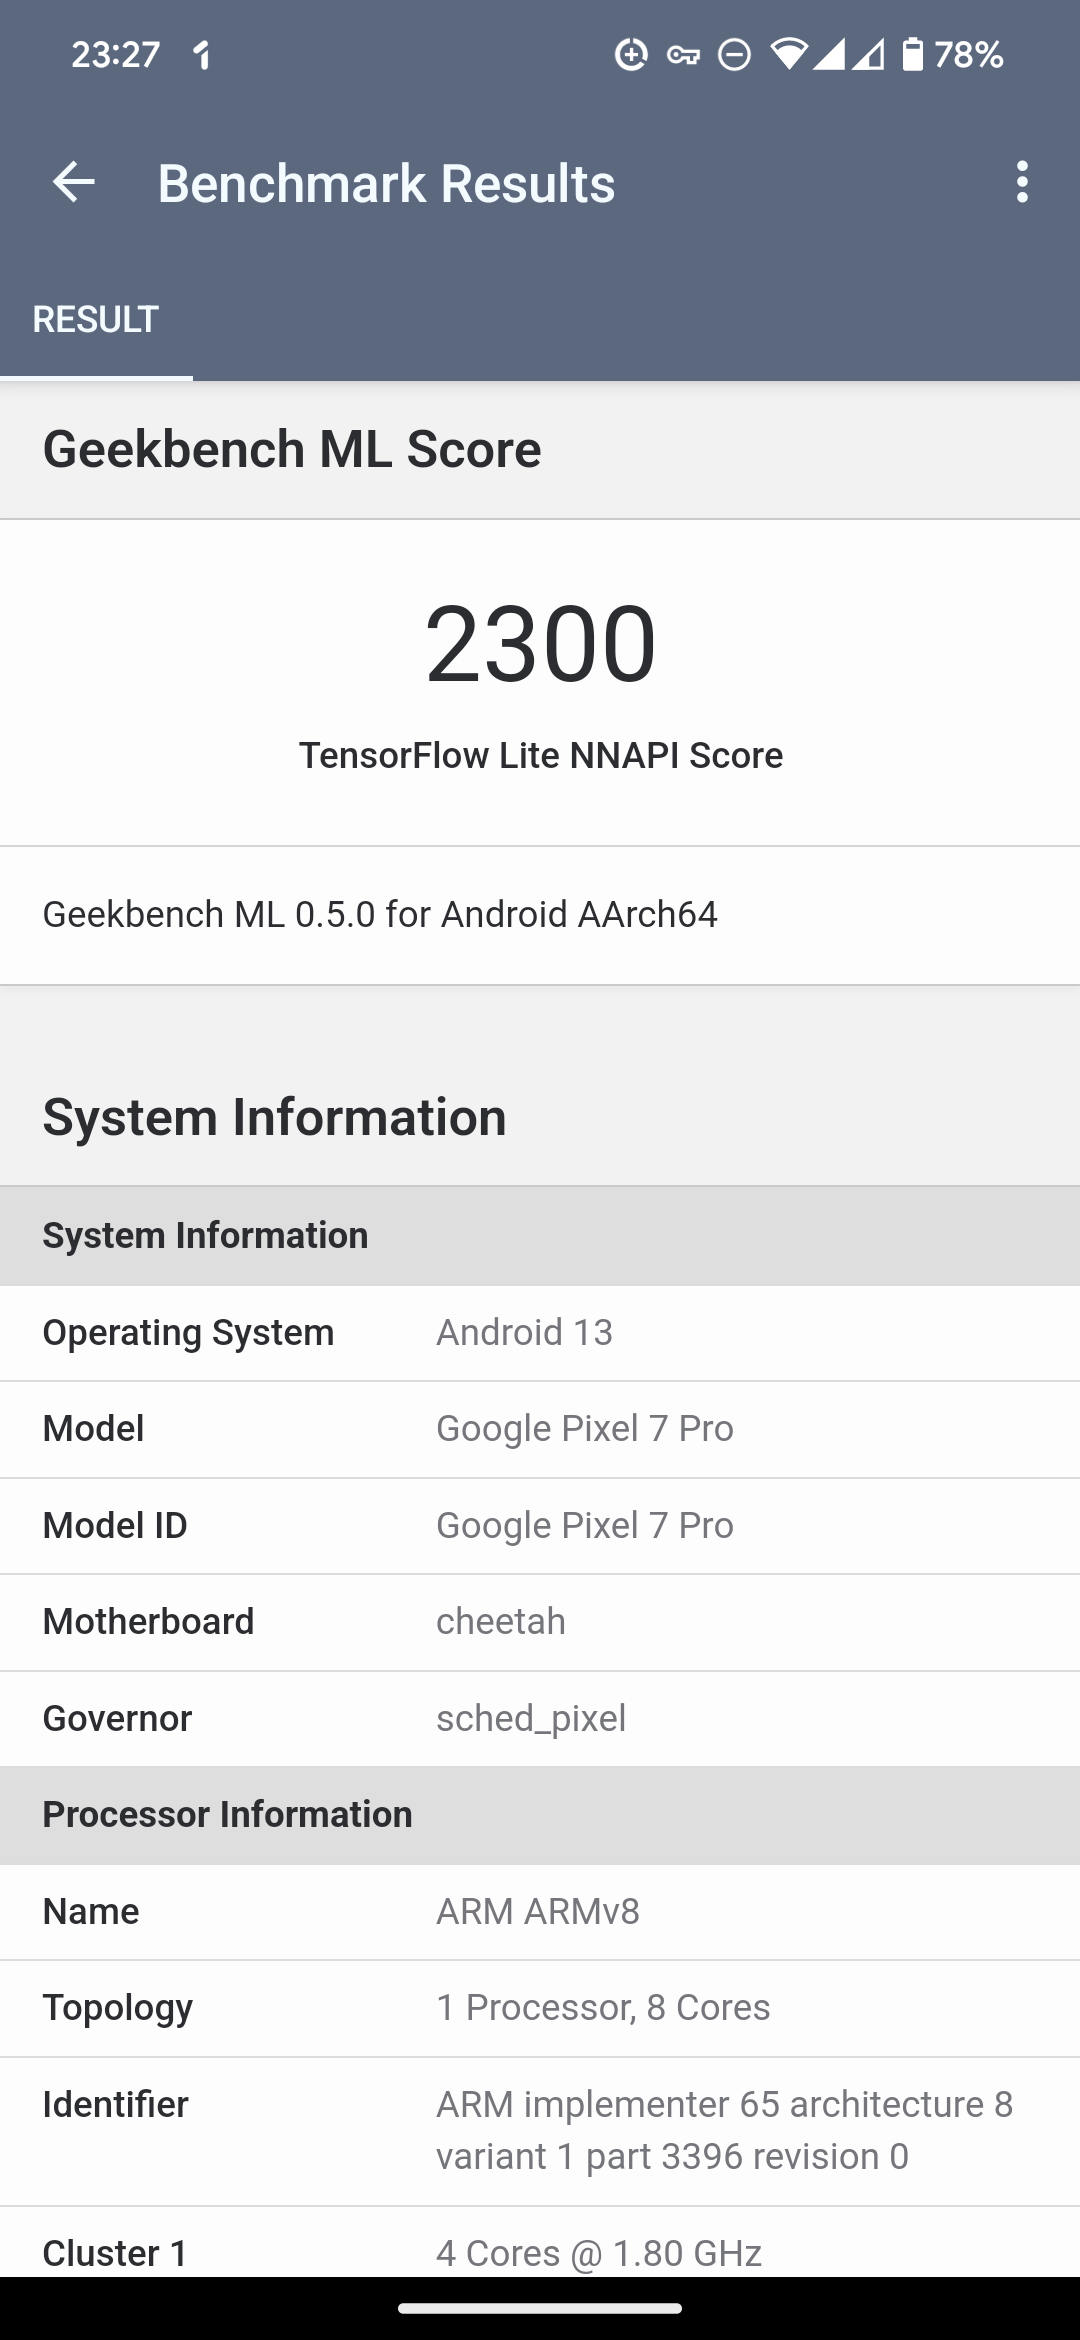 23:27 78%
Benchmark Results
RESULT
Geekbench ML Score
2300
TensorFlow Lite NNAPI Score
Geekbench ML 0.5.0 for Android AArch64
System Information
System Information
Operating System Android 13
Model Google Pixel 7 Pro
Model ID Google Pixel 7 Pro
Motherboard cheetah
Governor sched_pixel
Processor Information
Name ARM ARMv8
Topology 1 Processor, 8 Cores
Identifier ARM implementer 65 architecture 8
variant 1 part 3396 revision 0
Cluster 1 4 Cores @ 1.80 GHz